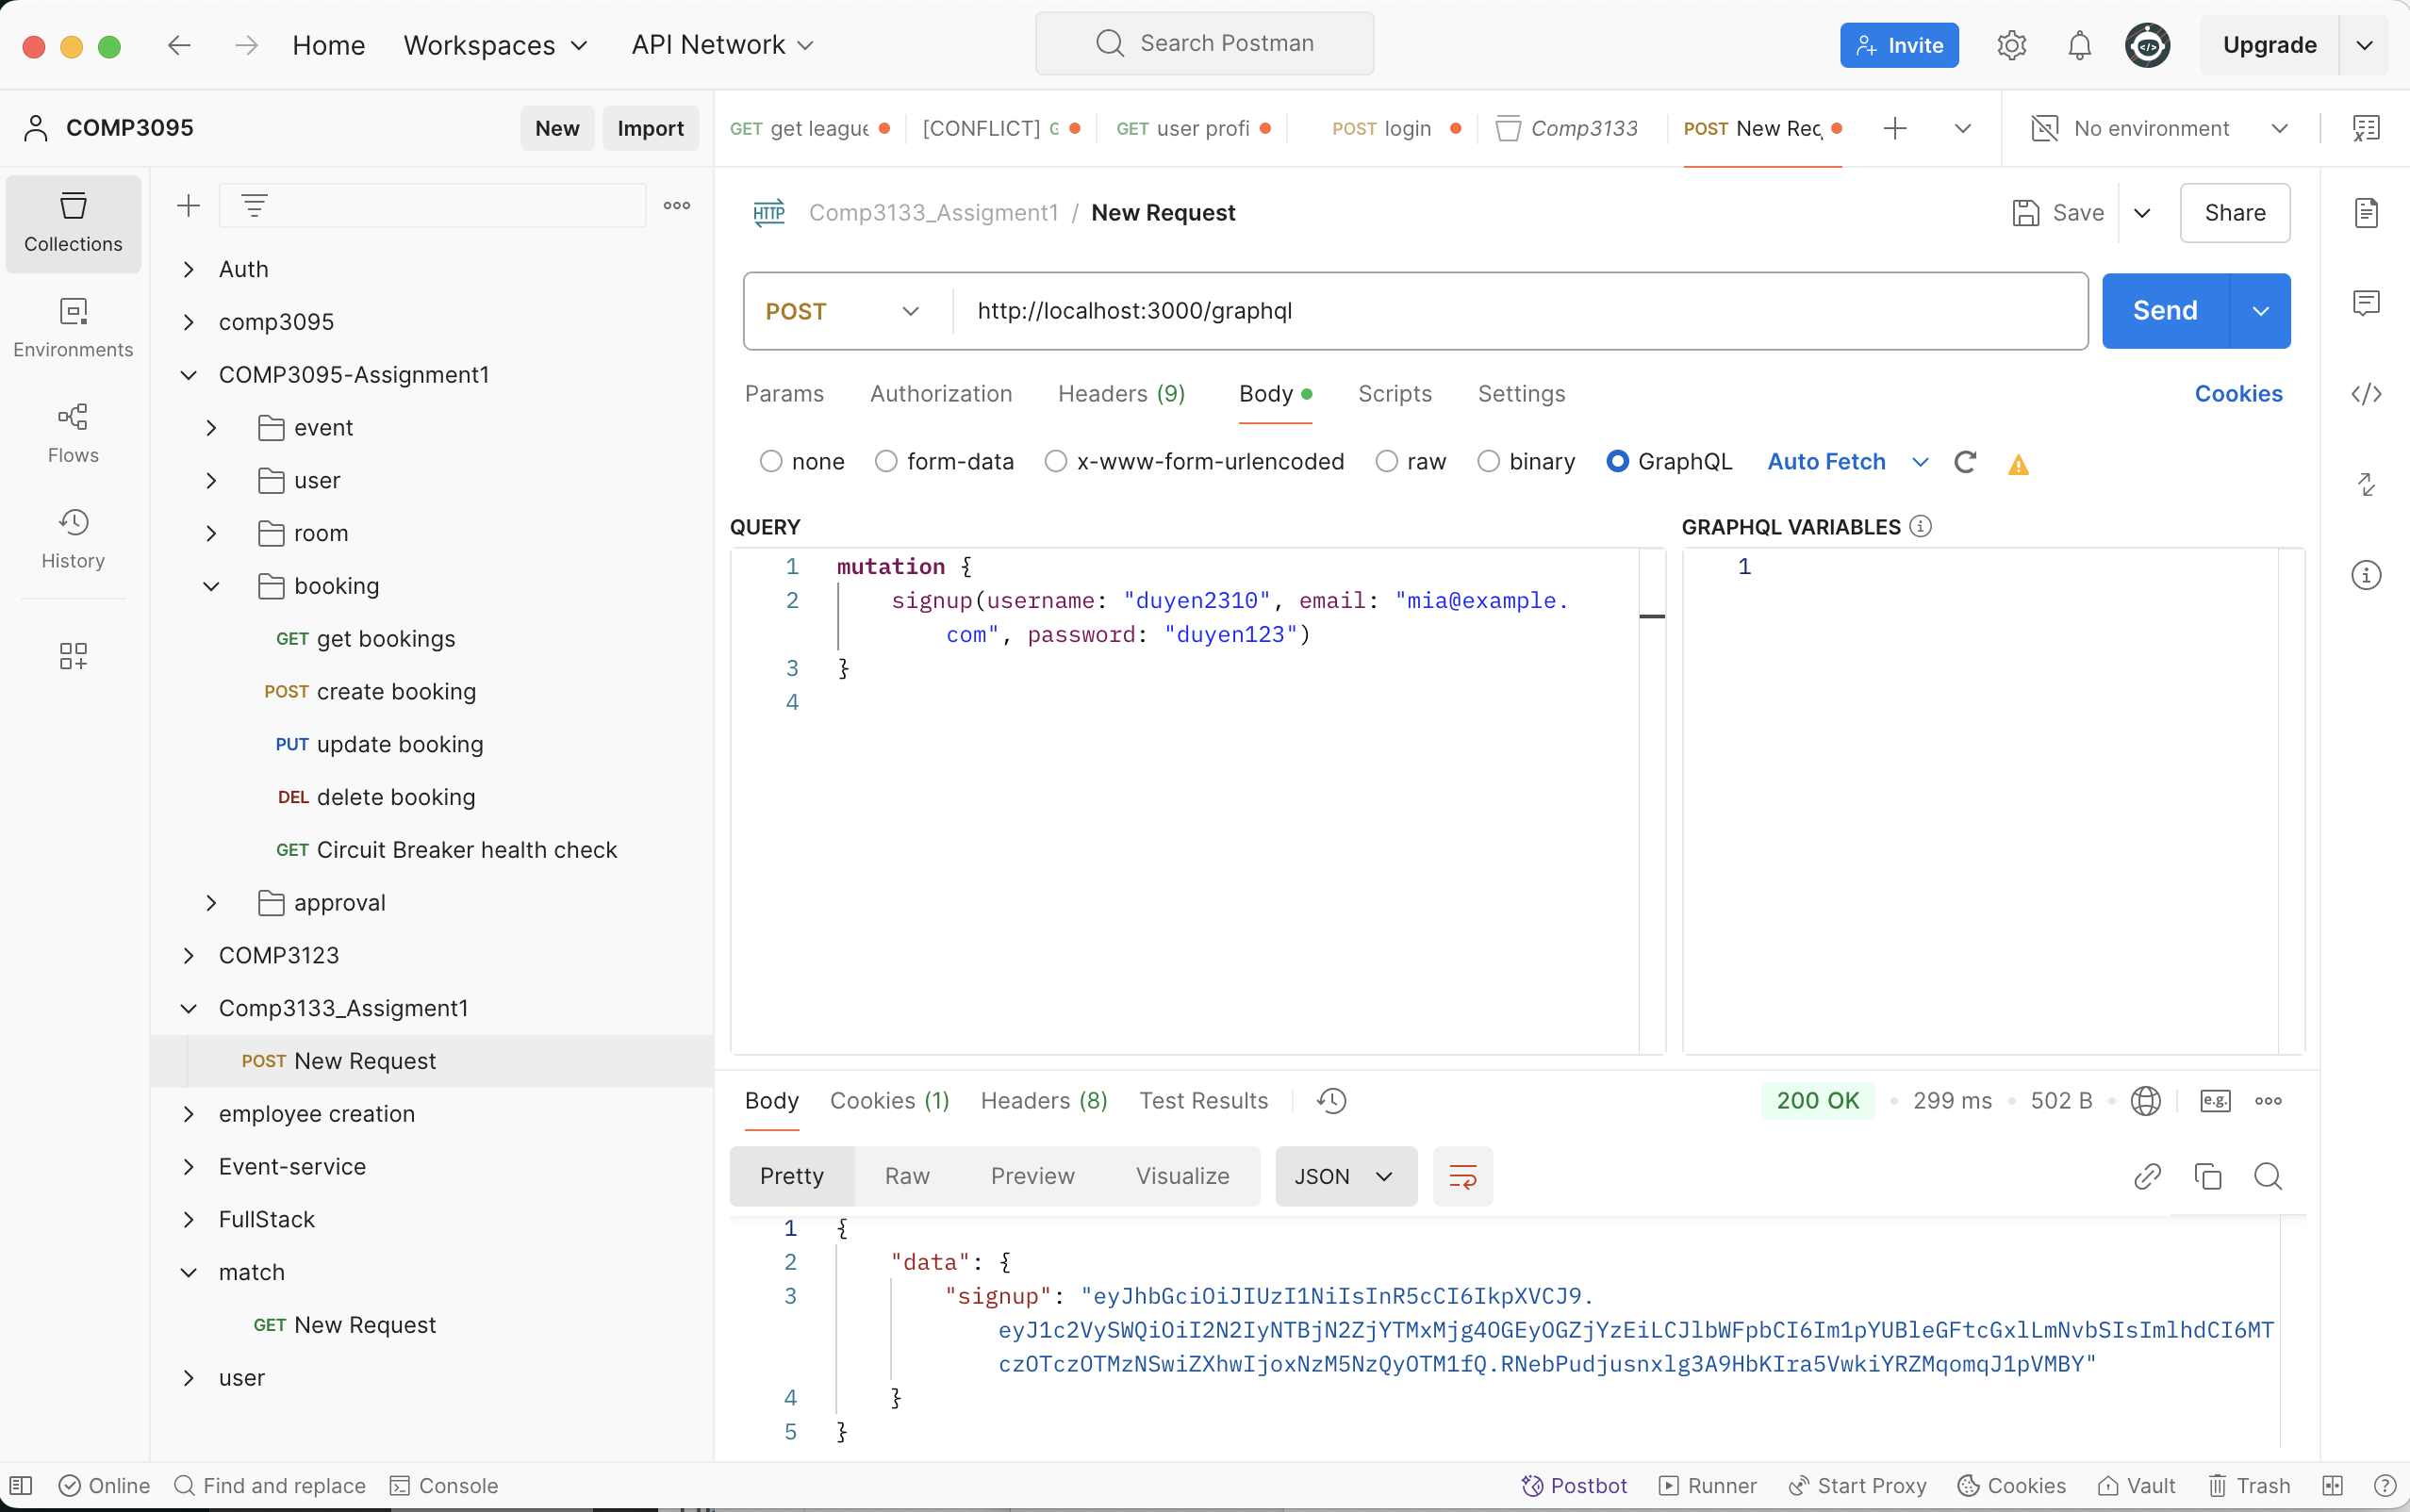 Home
Workspaces
API Network
Search Postman
Invite
Upgrade
COMP3095
New
Import
GET get league
[CONFLICT] G
GET user profi
POST login
Comp3133
POST New Rec
No environment
Collections
Environments
Flows
History
Auth
comp3095
COMP3095-Assignment1
event
user
room
booking
GET get bookings
POST create booking
PUT update booking
DEL delete booking
GET Circuit Breaker health check
approval
COMP3123
Comp3133_Assigment1
POST New Request
employee creation
Event-service
FullStack
match
GET New Request
user
HTTP
Comp3133_Assigment1 / New Request
Save
Share
POST
http://localhost:3000/graphql
Send
Params
Authorization
Headers (9)
Body
Scripts
Settings
Cookies
none
form-data
x-www-form-urlencoded
raw
binary
GraphQL
Auto Fetch
QUERY
1 mutation {
2 signup(username: "duyen2310", email: "mia@example.
com", password: "duyen123")
3 }
4
GRAPHQL VARIABLES
1
Body
Cookies (1)
Headers (8)
Test Results
200 OK
299 ms
502 B
e.g.
Pretty
Raw
Preview
Visualize
JSON
1 {
2 "data": {
3 "signup": "eyJhbGciOiJIUzI1NiIsInR5cCI6IkpXVCJ9.
eyJ1c2VySWQiOiI2N2IyNTBjN2ZjYTMxMjg4OGEyOGZjYzEiLCJlbWFpbCI6Im1pYUBleGFtcGxlLmNvbSIsImlhdCI6MT
czOTczOTMzNSwiZXhwIjoxNzM5NzQyOTM1fQ.RNebPudjusnxlg3A9HbKIra5VwkiYRZMqomqJ1pVMBY"
4 }
5 }
Online
Find and replace
Console
Postbot
Runner
Start Proxy
Cookies
Vault
Trash